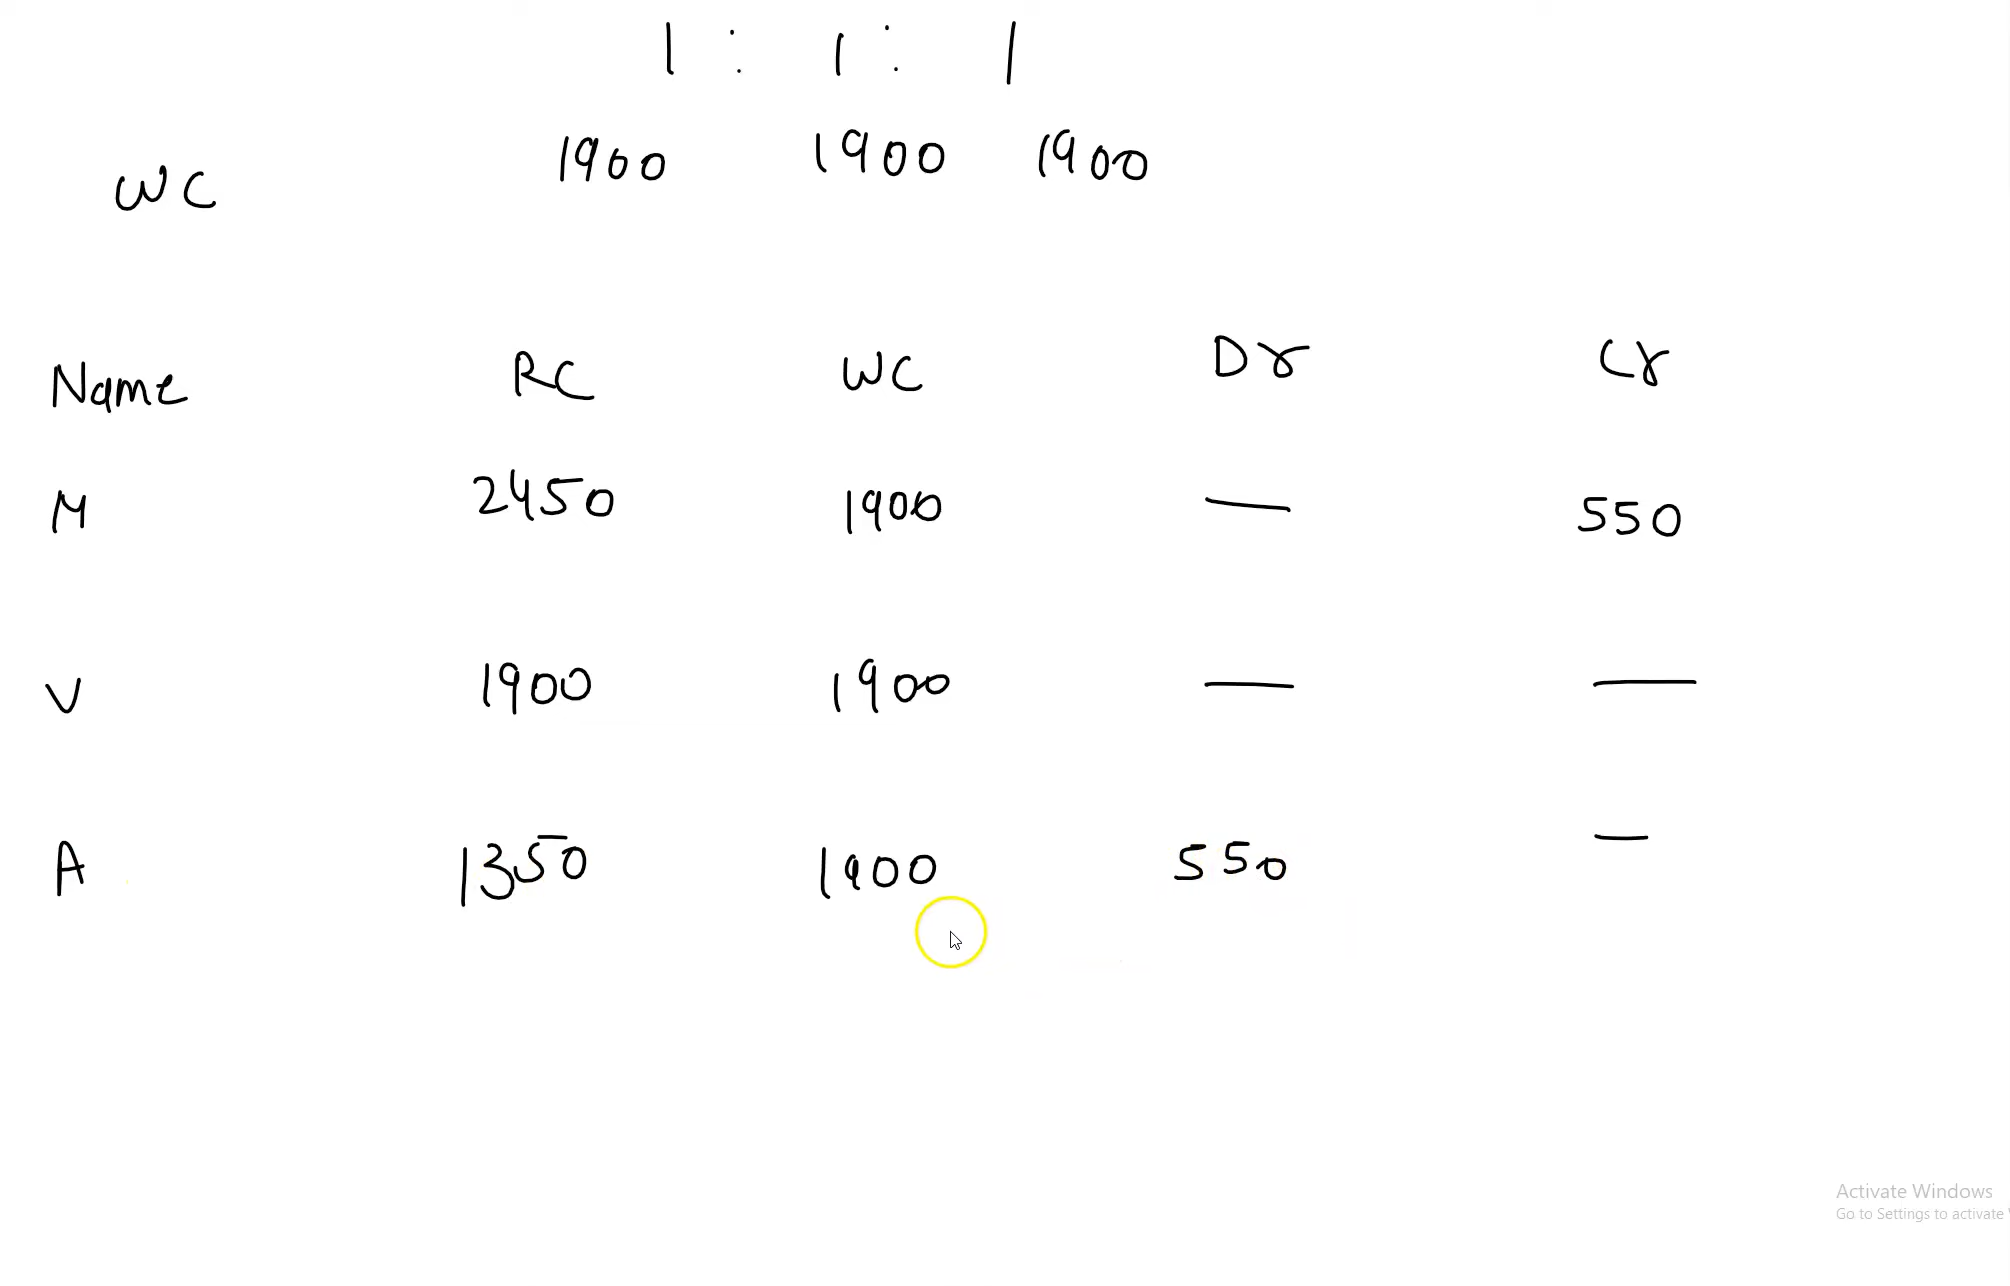 1 : 1 : 1
WC 1900 1900 1900
Name RC WC Dr Cr
M 2450 1900 — 550
V 1900 1900 — —
A 1350 1900 550 —
Activate Windows
Go to Settings to activate